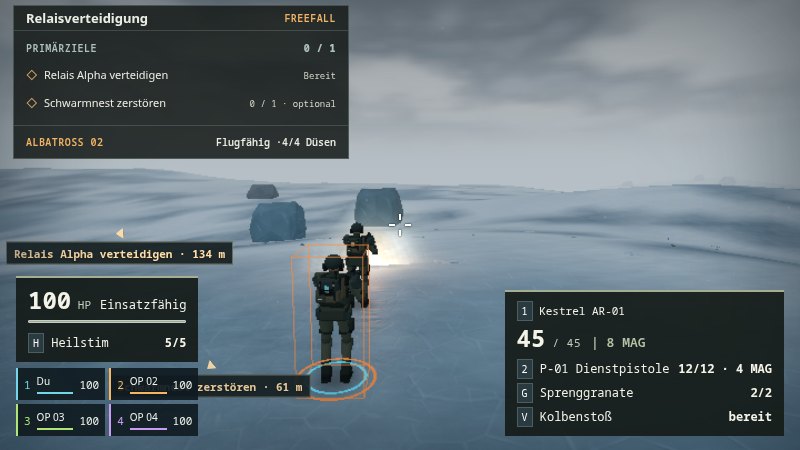 Relaisverteidigung FREEFALL
PRIMÄRZIELE 0 / 1
Relais Alpha verteidigen Bereit
Schwarmnest zerstören 0 / 1 · optional
ALBATROSS 02 Flugfähig ·4/4 Düsen
Relais Alpha verteidigen · 134 m
100 HP Einsatzfähig
H Heilstim 5/5
zerstören · 61 m
1 Du 100
2 OP 02 100
3 OP 03 100
4 OP 04 100
1 Kestrel AR-01
45 / 45 | 8 MAG
2 P-01 Dienstpistole 12/12 · 4 MAG
G Sprenggranate 2/2
V Kolbenstoß bereit